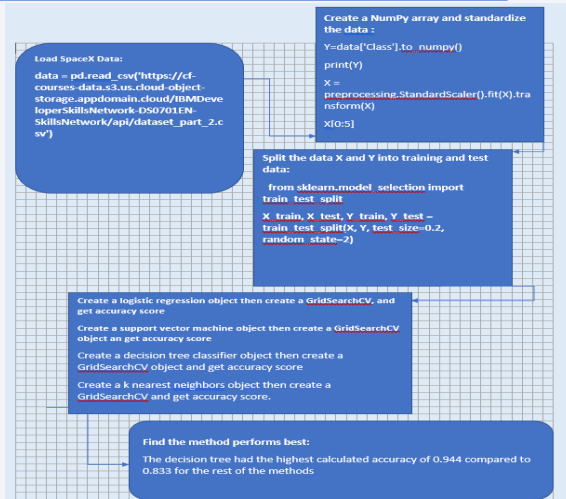 Load SpaceX Data:
data = pd.read_csv('https://cf-
courses-data.s3.us.cloud-object-
storage.appdomain.cloud/IBMDeve
loperSkillsNetwork-DS0701EN-
SkillsNetwork/api/dataset_part_2.c
sv')
Create a NumPy array and standardize
the data :
Y=data['Class'].to_numpy()
print(Y)
X =
preprocessing.StandardScaler().fit(X).tra
nsform(X)
X[0:5]
Split the data X and Y into training and test
data:
from sklearn.model_selection import
train_test_split
X_train, X_test, Y_train, Y_test =
train_test_split(X, Y, test_size=0.2,
random_state=2)
Create a logistic regression object then create a GridSearchCV, and
get accuracy score
Create a support vector machine object then create a GridSearchCV
object an get accuracy score
Create a decision tree classifier object then create a
GridSearchCV object and get accuracy score
Create a k nearest neighbors object then create a
GridSearchCV and get accuracy score.
Find the method performs best:
The decision tree had the highest calculated accuracy of 0.944 compared to
0.833 for the rest of the methods